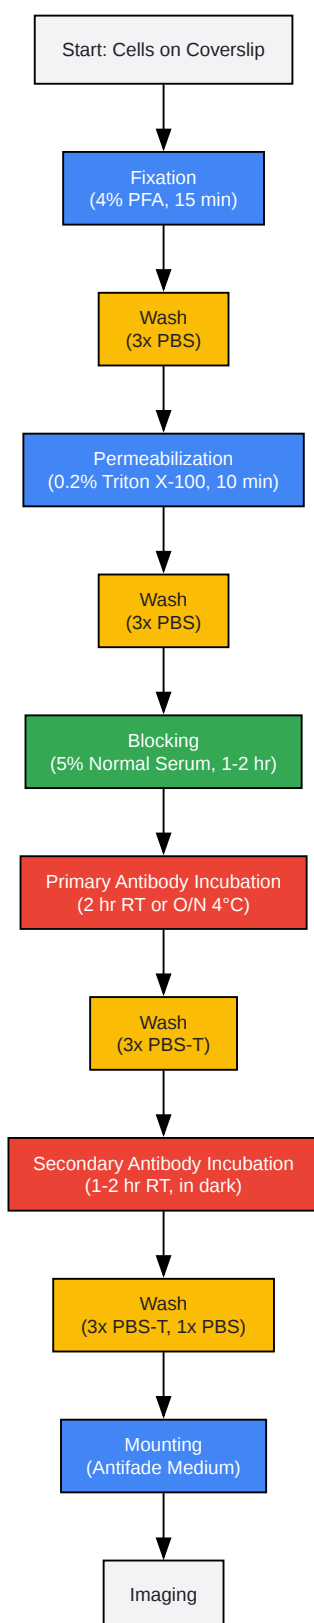 Start: Cells on Coverslip
Fixation
(4% PFA, 15 min)
Wash
(3x PBS)
Permeabilization
(0.2% Triton X-100, 10 min)
Wash
(3x PBS)
Blocking
(5% Normal Serum, 1-2 hr)
Primary Antibody Incubation
(2 hr RT or O/N 4°C)
Wash
(3x PBS-T)
Secondary Antibody Incubation
(1-2 hr RT, in dark)
Wash
(3x PBS-T, 1x PBS)
Mounting
(Antifade Medium)
Imaging